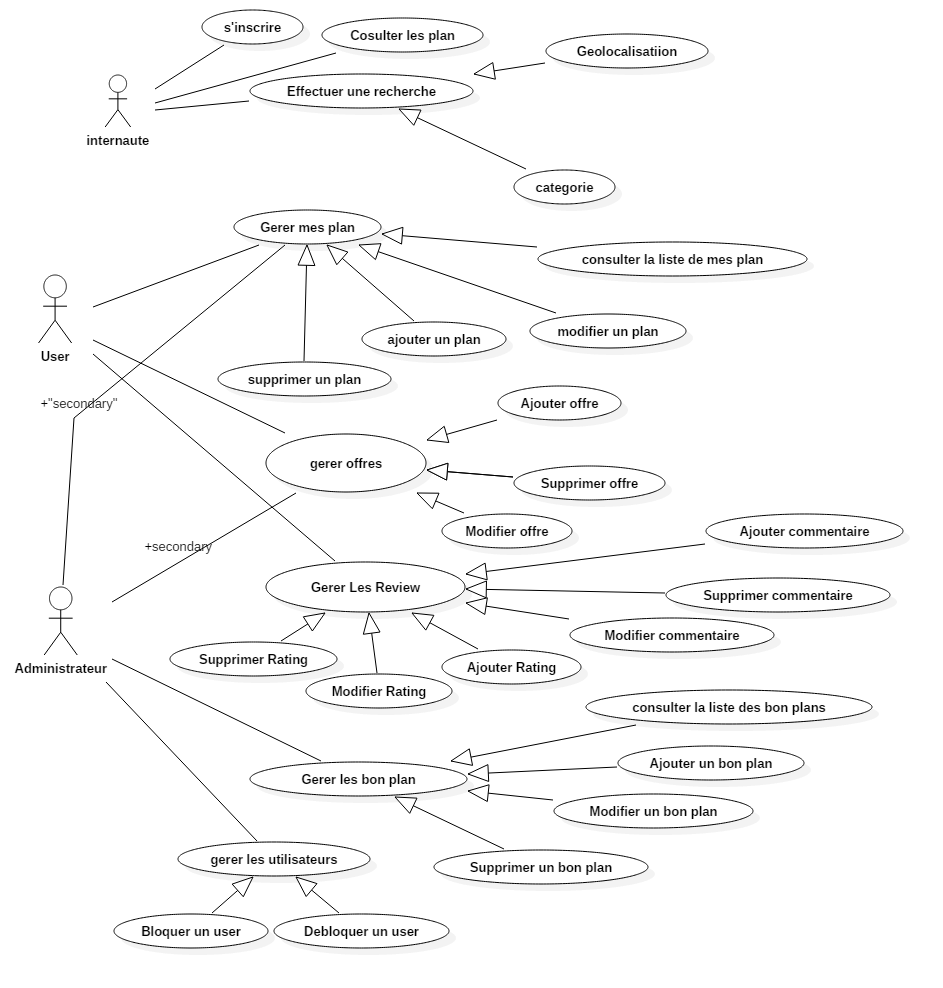 s'inscrire
Cosulter les plan
Geolocalisatiion
Effectuer une recherche
internaute
categorie
Gerer mes plan
consulter la liste de mes plan
modifier un plan
ajouter un plan
User
supprimer un plan
+"secondary"
Ajouter offre
gerer offres
Supprimer offre
Modifier offre
Ajouter commentaire
+secondary
Gerer Les Review
Supprimer commentaire
Modifier commentaire
Supprimer Rating
Ajouter Rating
Administrateur
Modifier Rating
consulter la liste des bon plans
Ajouter un bon plan
Gerer les bon plan
Modifier un bon plan
gerer les utilisateurs
Supprimer un bon plan
Bloquer un user
Debloquer un user